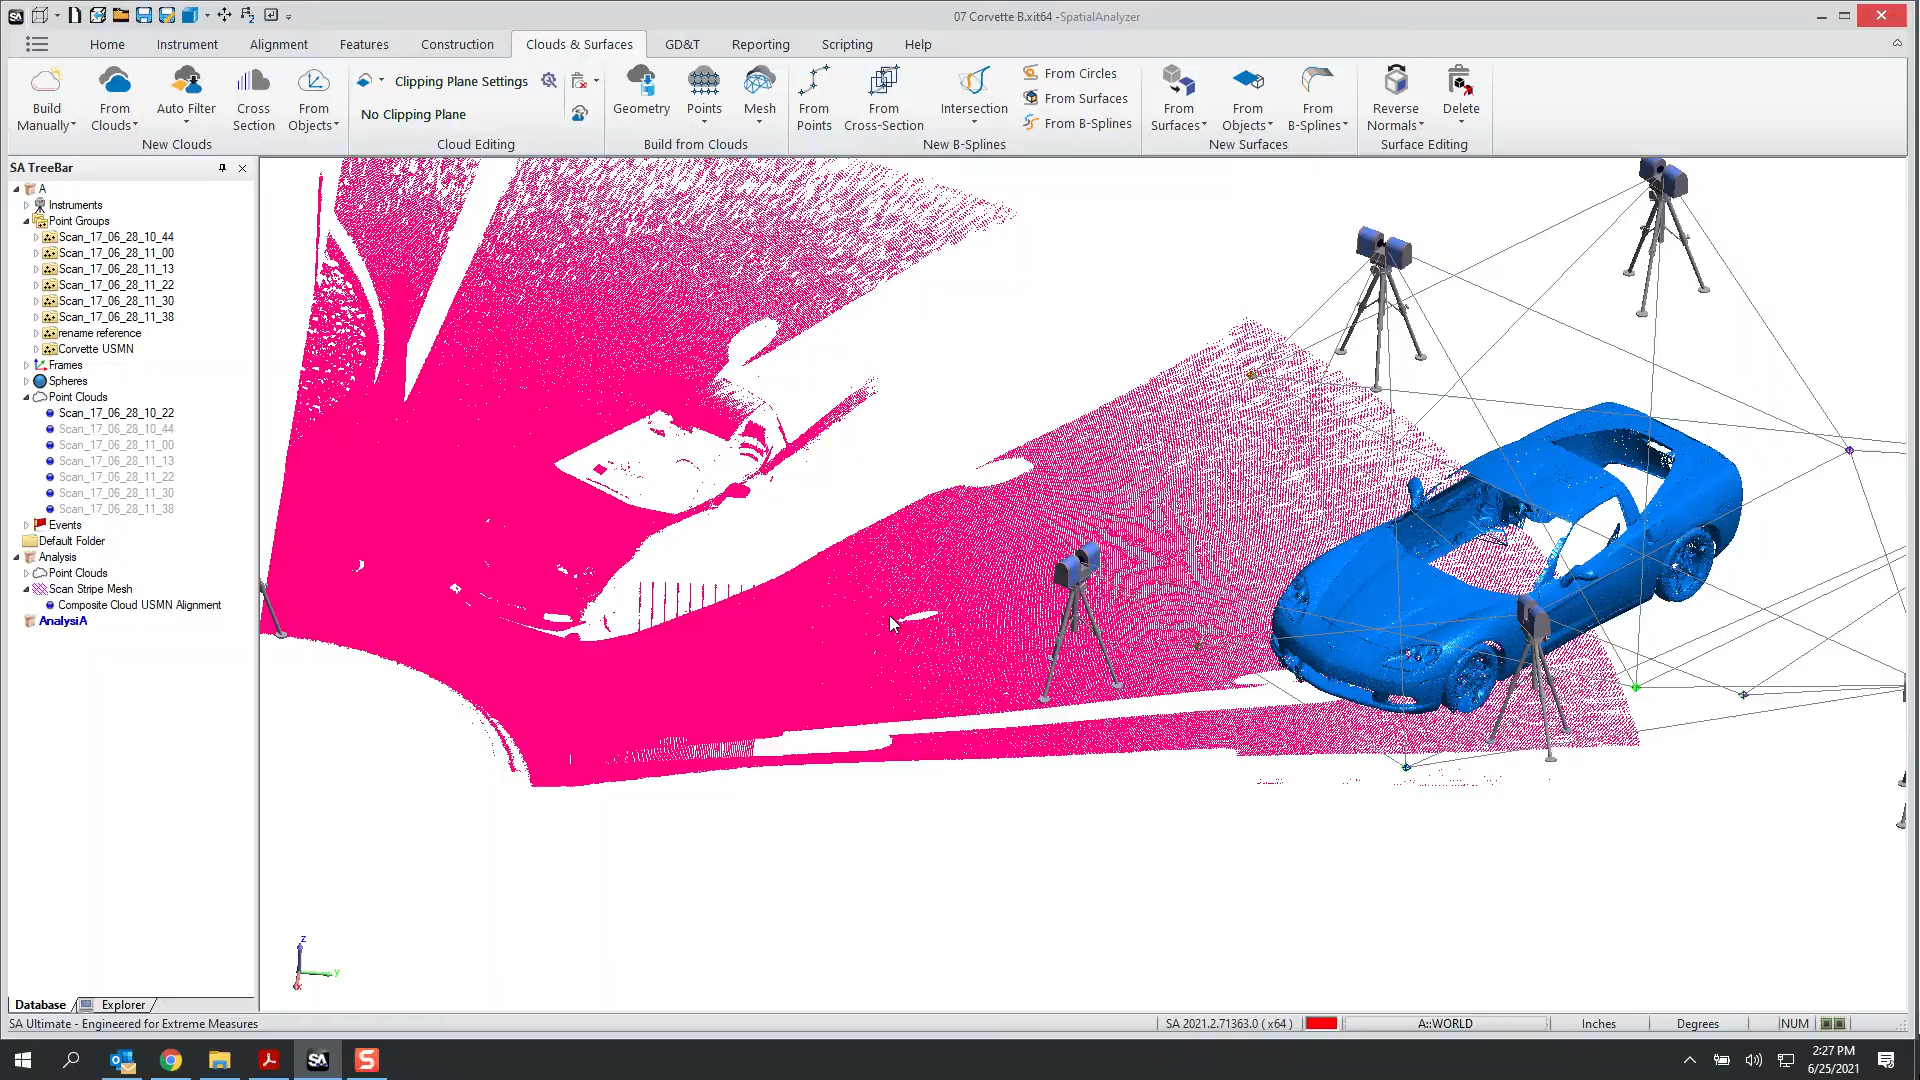 07 Corvette B.xit64 -SpatialAnalyzer
Home Instrument Alignment Features Construction Clouds & Surfaces GD&T Reporting Scripting Help
Build Manually
From Clouds
Auto Filter
Cross Section
From Objects
New Clouds
Clipping Plane Settings
No Clipping Plane
Cloud Editing
Geometry
Points
Mesh
Build from Clouds
From Points
From Cross-Section
Intersection
From Circles
From Surfaces
From B-Splines
New B-Splines
From Surfaces
From Objects
From B-Splines
New Surfaces
Reverse Normals
Delete
Surface Editing
SA TreeBar
A
Instruments
Point Groups
Scan_17_06_28_10_44
Scan_17_06_28_11_00
Scan_17_06_28_11_13
Scan_17_06_28_11_22
Scan_17_06_28_11_30
Scan_17_06_28_11_38
rename reference
Corvette USMN
Frames
Spheres
Point Clouds
Scan_17_06_28_10_22
Scan_17_06_28_10_44
Scan_17_06_28_11_00
Scan_17_06_28_11_13
Scan_17_06_28_11_22
Scan_17_06_28_11_30
Scan_17_06_28_11_38
Events
Default Folder
Analysis
Point Clouds
Scan Stripe Mesh
Composite Cloud USMN Alignment
AnalysiA
z
y
x
Database Explorer
SA Ultimate - Engineered for Extreme Measures
SA 2021.2.71363.0 ( x64 )
A::WORLD
Inches
Degrees
NUM
SA
S
2:27 PM
6/25/2021